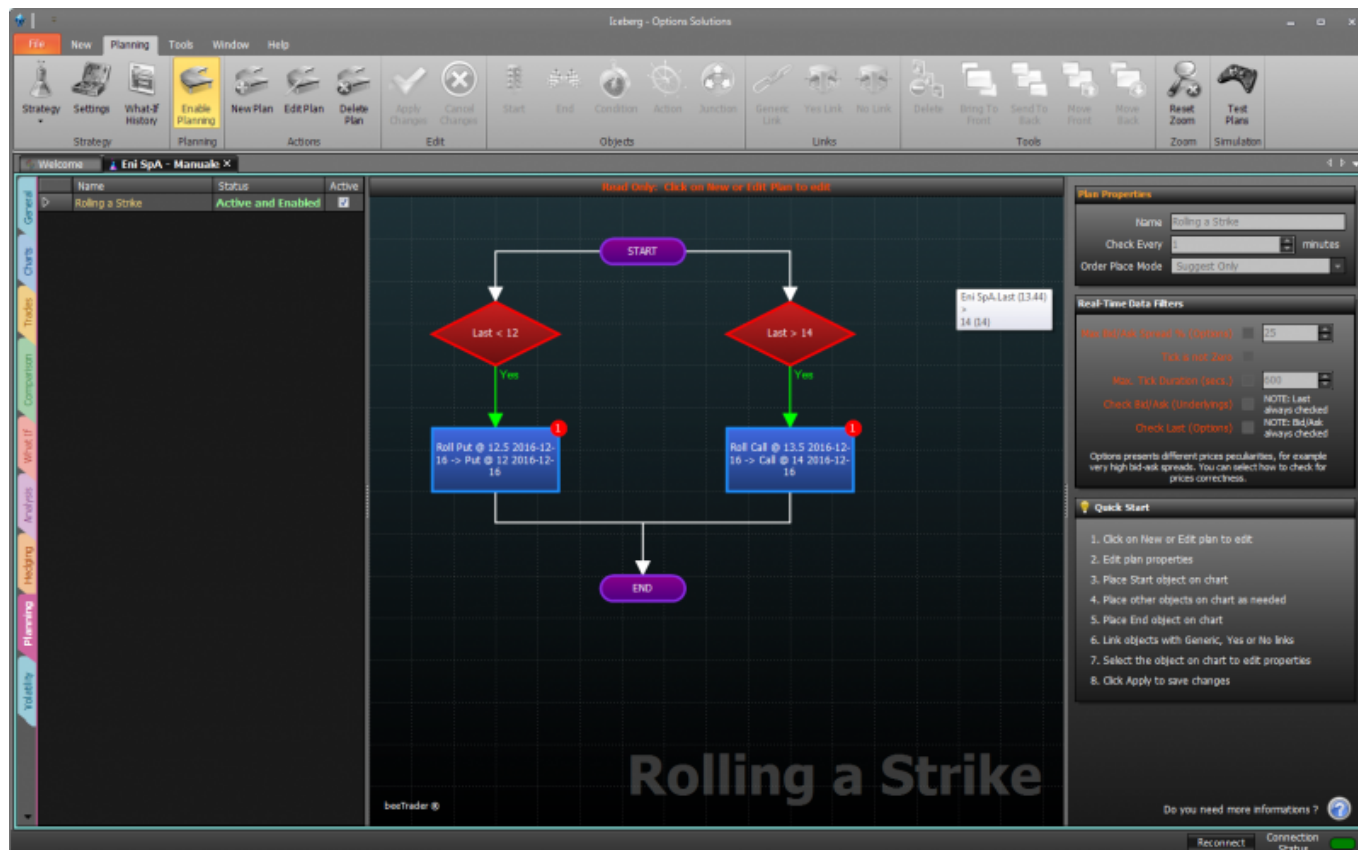 Iceberg - Options Solutions
File New Planning Tools Window Help
Strategy Settings What-If History Enable Planning New Plan Edit Plan Delete Plan Apply Changes Cancel Changes Start End Condition Action Junction Generic Link Yes Link No Link Delete Bring To Front Send To Back Move Front Move Back Reset Zoom Test Plans
Strategy Planning Actions Edit Objects Links Tools Zoom Simulation
Welcome Eni SpA - Manuale
General
Charts
Trades
Comparison
What If
Analysis
Hedging
Planning
Volatility
Name Status Active
Roling a Strike Active and Enabled
Read Only: Click on New or Edit Plan to edit
START
Last < 12
Last > 14
Eni SpA.Last (13.44)
>
14 (14)
Yes
Yes
1
1
Roll Put @ 12.5 2016-12-
16 -> Put @ 12 2016-12-
16
Roll Call @ 13.5 2016-12-
16 -> Call @ 14 2016-12-
16
END
Rolling a Strike
beeTrader ®
Plan Properties
Name Roling a Strike
Check Every 1 minutes
Order Place Mode Suggest Only
Real-Time Data Filters
Max Bid/Ask Spread % (Options) 25
Tick is not Zero
Max. Tick Duration (secs.) 600
Check Bid/Ask (Underlyings) NOTE: Last
always checked
Check Last (Options) NOTE: Bid/Ask
always checked
Options presents different prices peculiarities, for example
very high bid-ask spreads. You can select how to check for
prices correctness.
Quick Start
1. Click on New or Edit plan to edit
2. Edit plan properties
3. Place Start object on chart
4. Place other objects on chart as needed
5. Place End object on chart
6. Link objects with Generic, Yes or No links
7. Select the object on chart to edit properties
8. Click Apply to save changes
Do you need more informations ?
Reconnect Connection
Status